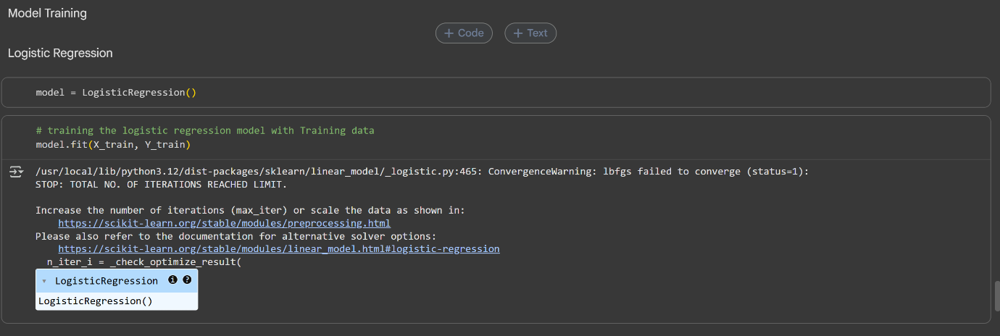 Model Training
+ Code + Text
Logistic Regression
model = LogisticRegression()
# training the logistic regression model with Training data
model.fit(X_train, Y_train)
/usr/local/lib/python3.12/dist-packages/sklearn/linear_model/_logistic.py:465: ConvergenceWarning: lbfgs failed to converge (status=1):
STOP: TOTAL NO. OF ITERATIONS REACHED LIMIT.
Increase the number of iterations (max_iter) or scale the data as shown in:
https://scikit-learn.org/stable/modules/preprocessing.html
Please also refer to the documentation for alternative solver options:
https://scikit-learn.org/stable/modules/linear_model.html#logistic-regression
n_iter_i = _check_optimize_result(
LogisticRegression i ?
LogisticRegression()